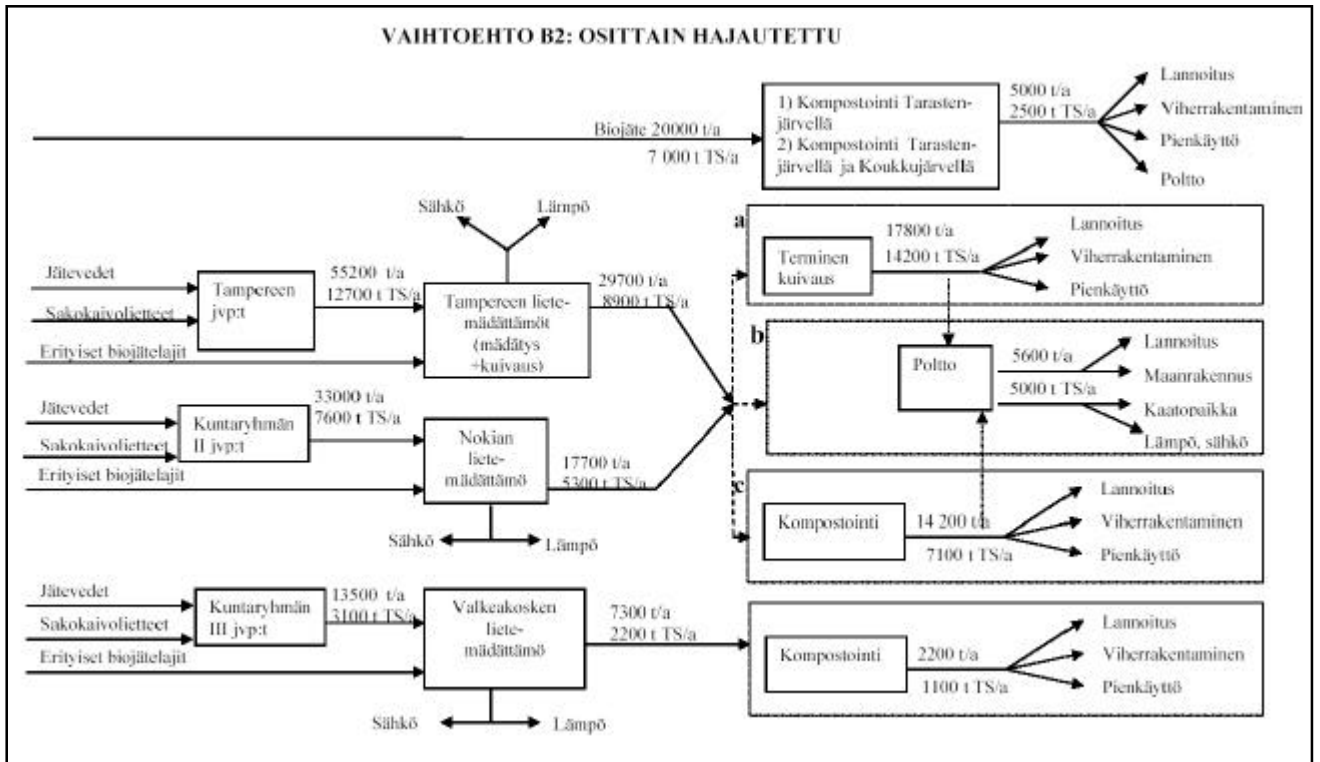 VAIHTOEHTO B2: OSITTAIN HAJAUTETTU
Biojäte 20000 t/a
7 000 t TS/a
1) Kompostointi Tarasten-
järvellä
2) Kompostointi Tarasten-
järvellä ja Koukkujärvellä
5000 t/a
2500 t TS/a
Lannoitus
Viherrakentaminen
Pienkäyttö
Poltto
Jätevedet
Sakokaivolietteet
Erityiset biojätelajit
Tampereen
jvp:t
55200 t/a
12700 t TS/a
Sähkö
Lämpö
Tampereen liete-
mädättämöt
(mädätys
+kuivaus)
29700 t/a
8900 t TS/a
Jätevedet
Sakokaivolietteet
Erityiset biojätelajit
Kuntaryhmän
II jvp:t
33000 t/a
7600 t TS/a
Nokian
liete-
mädättämö
17700 t/a
5300 t TS/a
Sähkö
Lämpö
a
Terminen
kuivaus
17800 t/a
14200 t TS/a
Lannoitus
Viherrakentaminen
Pienkäyttö
b
Poltto
5600 t/a
5000 t TS/a
Lannoitus
Maanrakennus
Kaatopaikka
Lämpö, sähkö
c
Kompostointi
14 200 t/a
7100 t TS/a
Lannoitus
Viherrakentaminen
Pienkäyttö
Jätevedet
Sakokaivolietteet
Erityiset biojätelajit
Kuntaryhmän
III jvp:t
13500 t/a
3100 t TS/a
Valkeakosken
liete-
mädättämö
7300 t/a
2200 t TS/a
Sähkö
Lämpö
Kompostointi
2200 t/a
1100 t TS/a
Lannoitus
Viherrakentaminen
Pienkäyttö